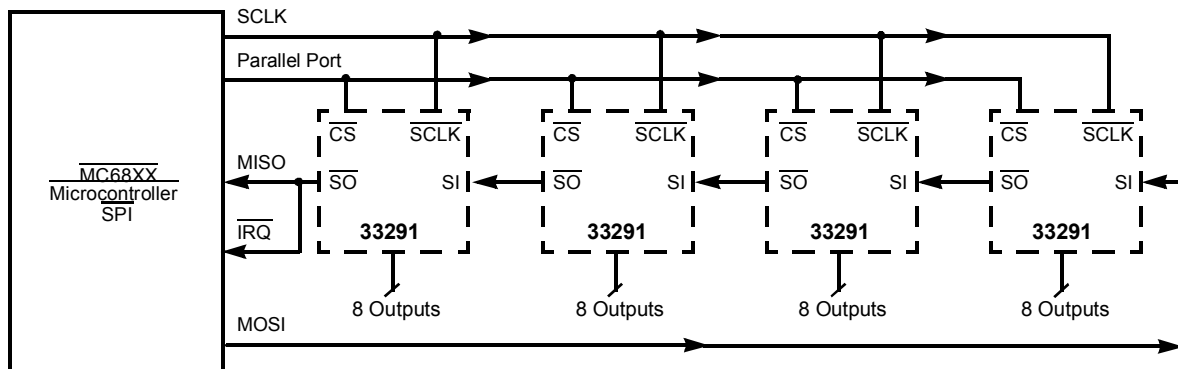 SCLK
Parallel Port
CS SCLK CS SCLK CS SCLK CS SCLK
MISO
SO SI SO SI SO SI SO SI
MC68XX
Microcontroller
SPI
IRQ
33291 33291 33291 33291
8 Outputs 8 Outputs 8 Outputs 8 Outputs
MOSI